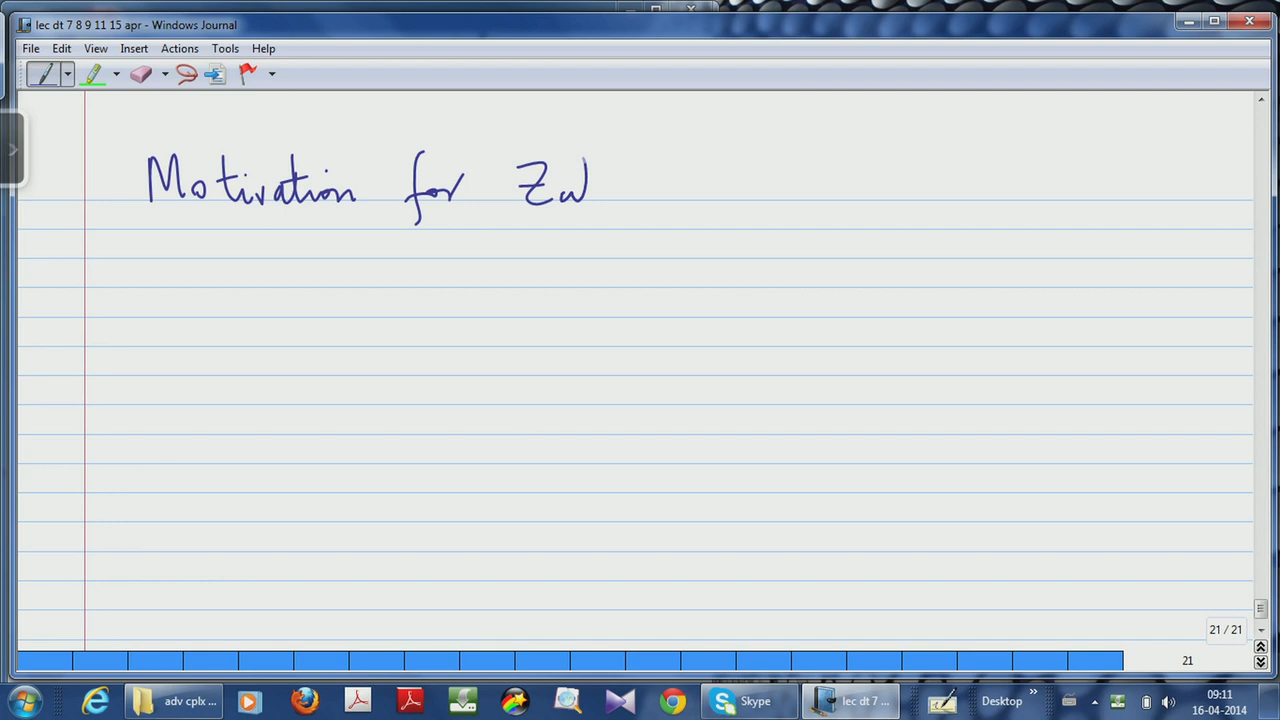 lec dt 7 8 9 11 15 apr - Windows Journal
File Edit View Insert Actions Tools Help
Motivation for Za
21 / 21
21
adv cplx ...
Skype
lec dt 7 ...
Desktop
»
09:11
16-04-2014